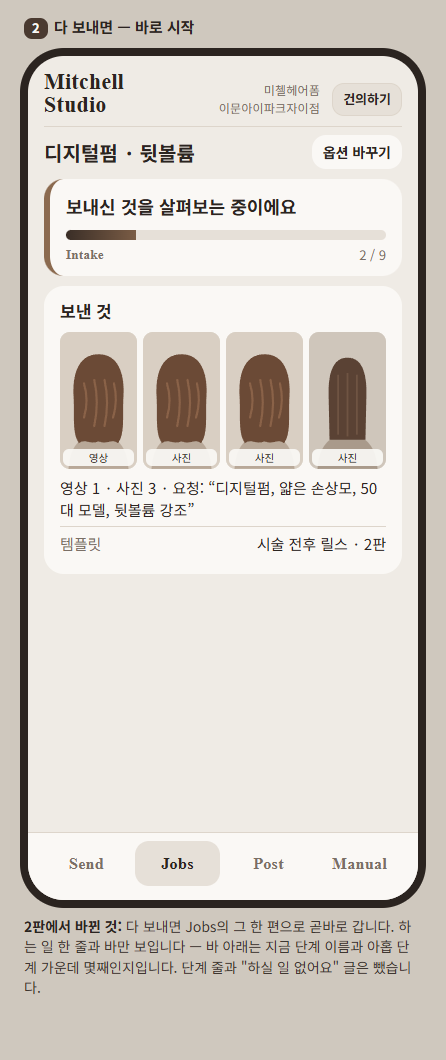 2 다 보내면 — 바로 시작
Mitchell
Studio
미첼헤어폼
이문아이파크자이점
건의하기
디지털펌 · 뒷볼륨
옵션 바꾸기
보내신 것을 살펴보는 중이에요
Intake
2 / 9
보낸 것
영상
사진
사진
사진
영상 1 · 사진 3 · 요청: “디지털펌, 얇은 손상모, 50
대 모델, 뒷볼륨 강조”
템플릿
시술 전후 릴스 · 2판
Send
Jobs
Post
Manual
2판에서 바뀐 것: 다 보내면 Jobs의 그 한 편으로 곧바로 갑니다. 하
는 일 한 줄과 바만 보입니다 — 바 아래는 지금 단계 이름과 아홉 단
계 가운데 몇째인지입니다. 단계 줄과 "하실 일 없어요" 글은 뺐습니
다.